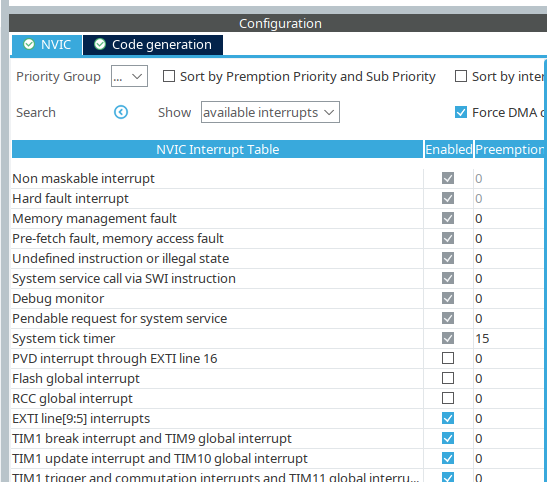 Configuration
NVIC Code generation
Priority Group ... Sort by Premption Priority and Sub Priority Sort by inter
Search Show available interrupts Force DMA c
NVIC Interrupt Table Enabled Preemption
Non maskable interrupt 0
Hard fault interrupt 0
Memory management fault 0
Pre-fetch fault, memory access fault 0
Undefined instruction or illegal state 0
System service call via SWI instruction 0
Debug monitor 0
Pendable request for system service 0
System tick timer 15
PVD interrupt through EXTI line 16 0
Flash global interrupt 0
RCC global interrupt 0
EXTI line[9:5] interrupts 0
TIM1 break interrupt and TIM9 global interrupt 0
TIM1 update interrupt and TIM10 global interrupt 0
TIM1 trigger and commutation interrupts and TIM11 global interru... 0